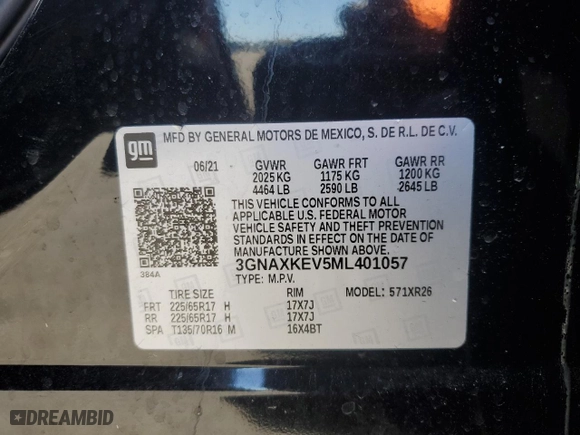 gm
MFD BY GENERAL MOTORS DE MEXICO, S. DE R.L. DE C.V.
06/21 GVWR GAWR FRT GAWR RR
2025 KG 1175 KG 1200 KG
4464 LB 2590 LB 2645 LB
THIS VEHICLE CONFORMS TO ALL
APPLICABLE U.S. FEDERAL MOTOR
VEHICLE SAFETY AND THEFT PREVENTION
STANDARDS IN EFFECT ON THE DATE OF
MANUFACTURE SHOWN ABOVE.
3GNAXKEV5ML401057
384A TYPE: M.P.V.
TIRE SIZE RIM MODEL: 571XR26
FRT 225/65R17 H 17X7J
RR 225/65R17 H 17X7J
SPA T135/70R16 M 16X4BT
DREAMBID